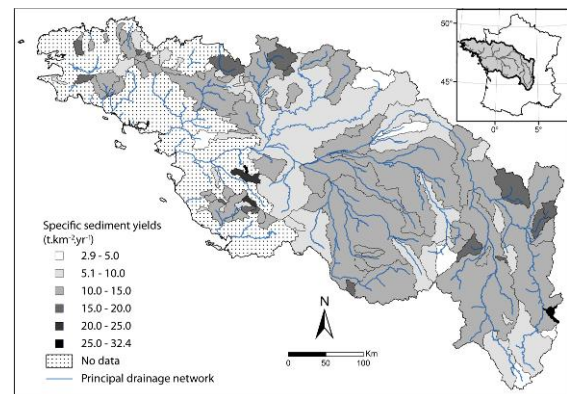 50°
45°
0°
5°
Specific sediment yields
(t.km⁻².yr⁻¹)
2.9 - 5.0
5.1 - 10.0
10.0 - 15.0
15.0 - 20.0
20.0 - 25.0
25.0 - 32.4
No data
Principal drainage network
N
Km
0 50 100